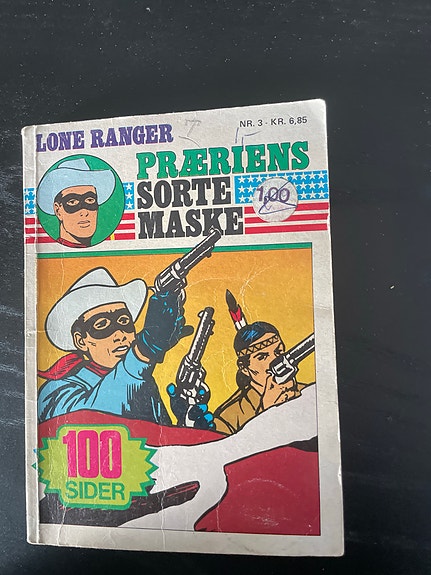 NR. 3 - KR. 6,85
LONE RANGER
PRÆRIENS
SORTE
MASKE
1,00
100
SIDER